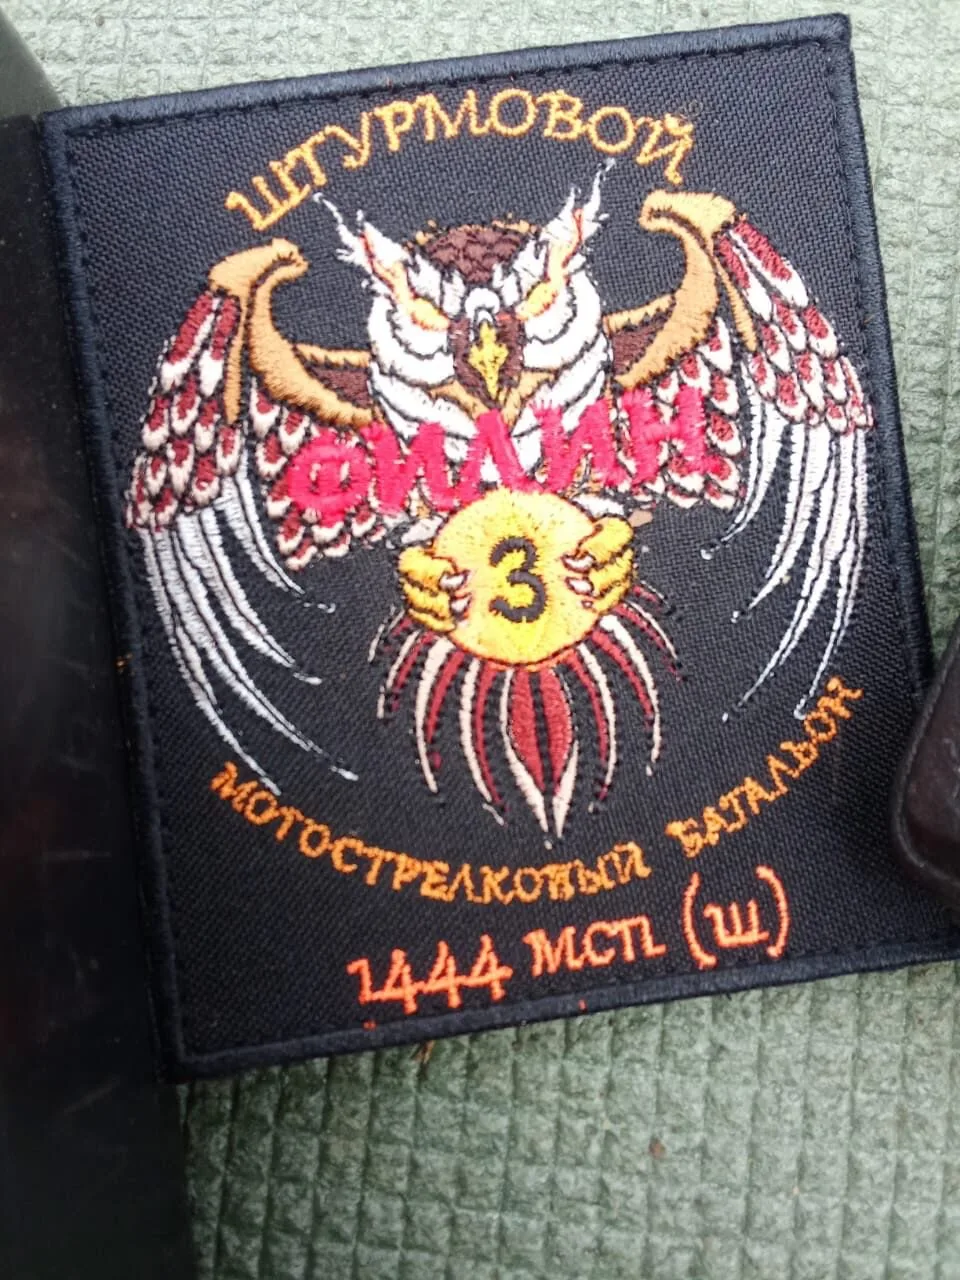 ШТУРМОВОЙ
ФИЛИН
3
МОТОСТРЕЛКОВЫЙ БАТАЛЬОН
1444 МСП (Ш)